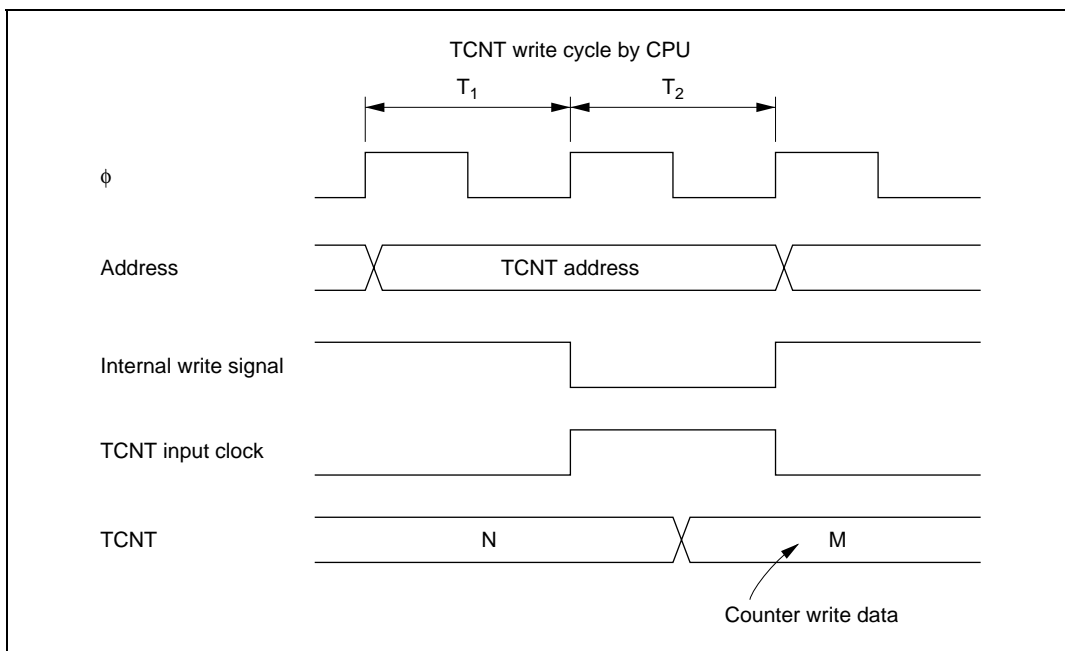 TCNT write cycle by CPU
T1 T2
ϕ
Address TCNT address
Internal write signal
TCNT input clock
TCNT N M
Counter write data